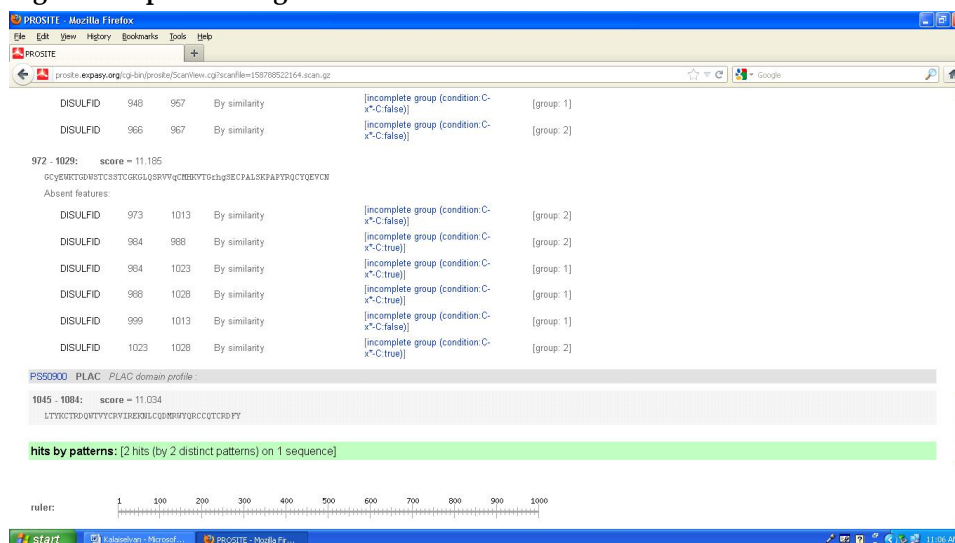 PROSITE - Mozilla Firefox
File Edit View History Bookmarks Tools Help
PROSITE +
prosite.expasy.org/cgi-bin/prosite/ScanView.cgi?scanfile=158788522164.scan.gz Google
DISULFID 948 957 By similarity [incomplete group (condition:C-x*-C:false)] [group: 1]
DISULFID 966 967 By similarity [incomplete group (condition:C-x*-C:false)] [group: 2]
972 - 1029: score = 11.185
GCyEWKTGDWSTCSSTCGKGLQSRVVqCMHKVTGrhgSECPALSKPAPYRQCYQEVCN
Absent features:
DISULFID 973 1013 By similarity [incomplete group (condition:C-x*-C:false)] [group: 2]
DISULFID 984 988 By similarity [incomplete group (condition:C-x*-C:true)] [group: 2]
DISULFID 984 1023 By similarity [incomplete group (condition:C-x*-C:true)] [group: 1]
DISULFID 988 1028 By similarity [incomplete group (condition:C-x*-C:true)] [group: 1]
DISULFID 999 1013 By similarity [incomplete group (condition:C-x*-C:false)] [group: 1]
DISULFID 1023 1028 By similarity [incomplete group (condition:C-x*-C:true)] [group: 2]
PS50900 PLAC PLAC domain profile :
1045 - 1084: score = 11.034
LTYKCTRDQWTVYCRVIREKNLCQDMRWYQRCCQTCRDFY
hits by patterns: [2 hits (by 2 distinct patterns) on 1 sequence]
ruler: 1 100 200 300 400 500 600 700 800 900 1000
start Kalaiselvan - Microsof... PROSITE - Mozilla Fir... 11:06 AM